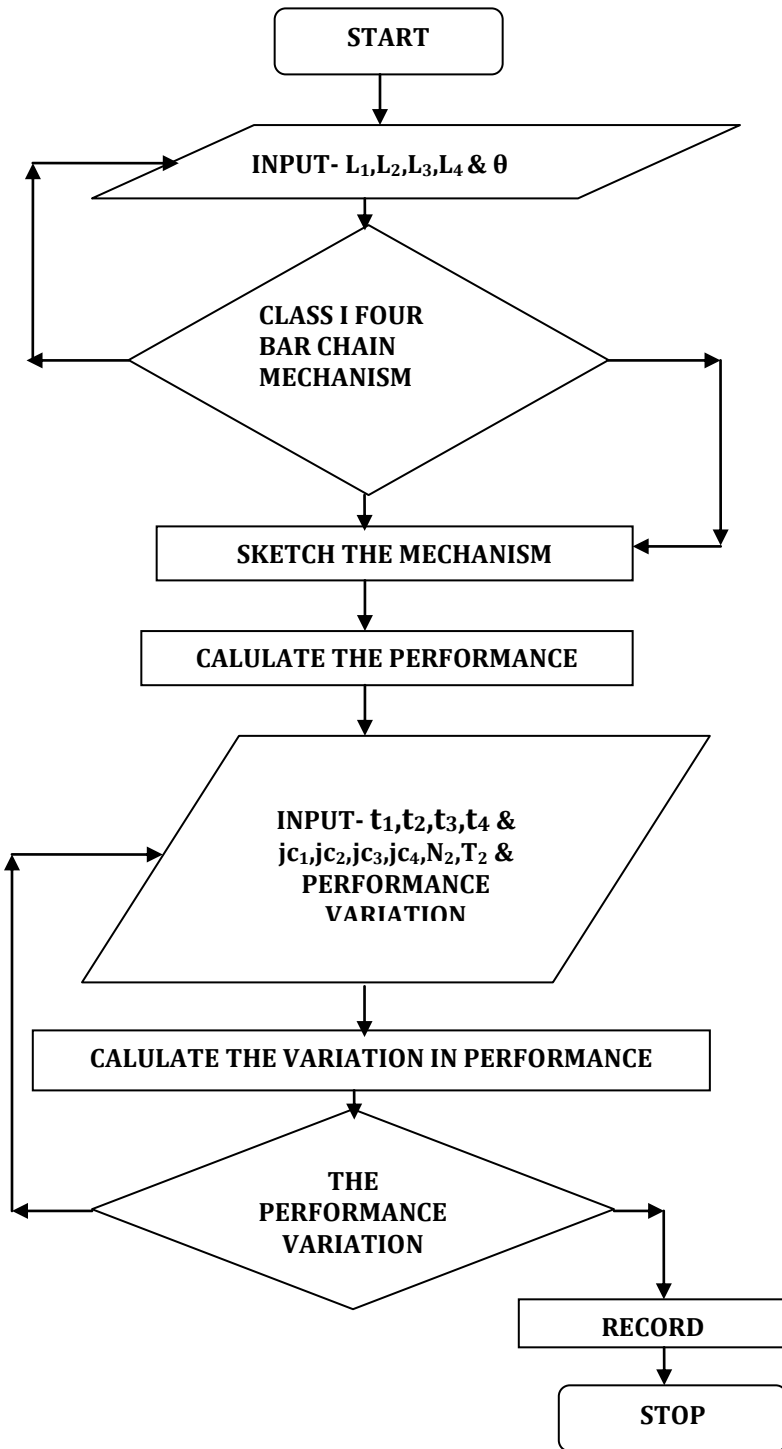 START
INPUT- L₁,L₂,L₃,L₄ & θ
CLASS I FOUR
BAR CHAIN
MECHANISM
SKETCH THE MECHANISM
CALULATE THE PERFORMANCE
INPUT- t₁,t₂,t₃,t₄ &
jc₁,jc₂,jc₃,jc₄,N₂,T₂ &
PERFORMANCE
VARIATION
CALULATE THE VARIATION IN PERFORMANCE
THE
PERFORMANCE
VARIATION
RECORD
STOP